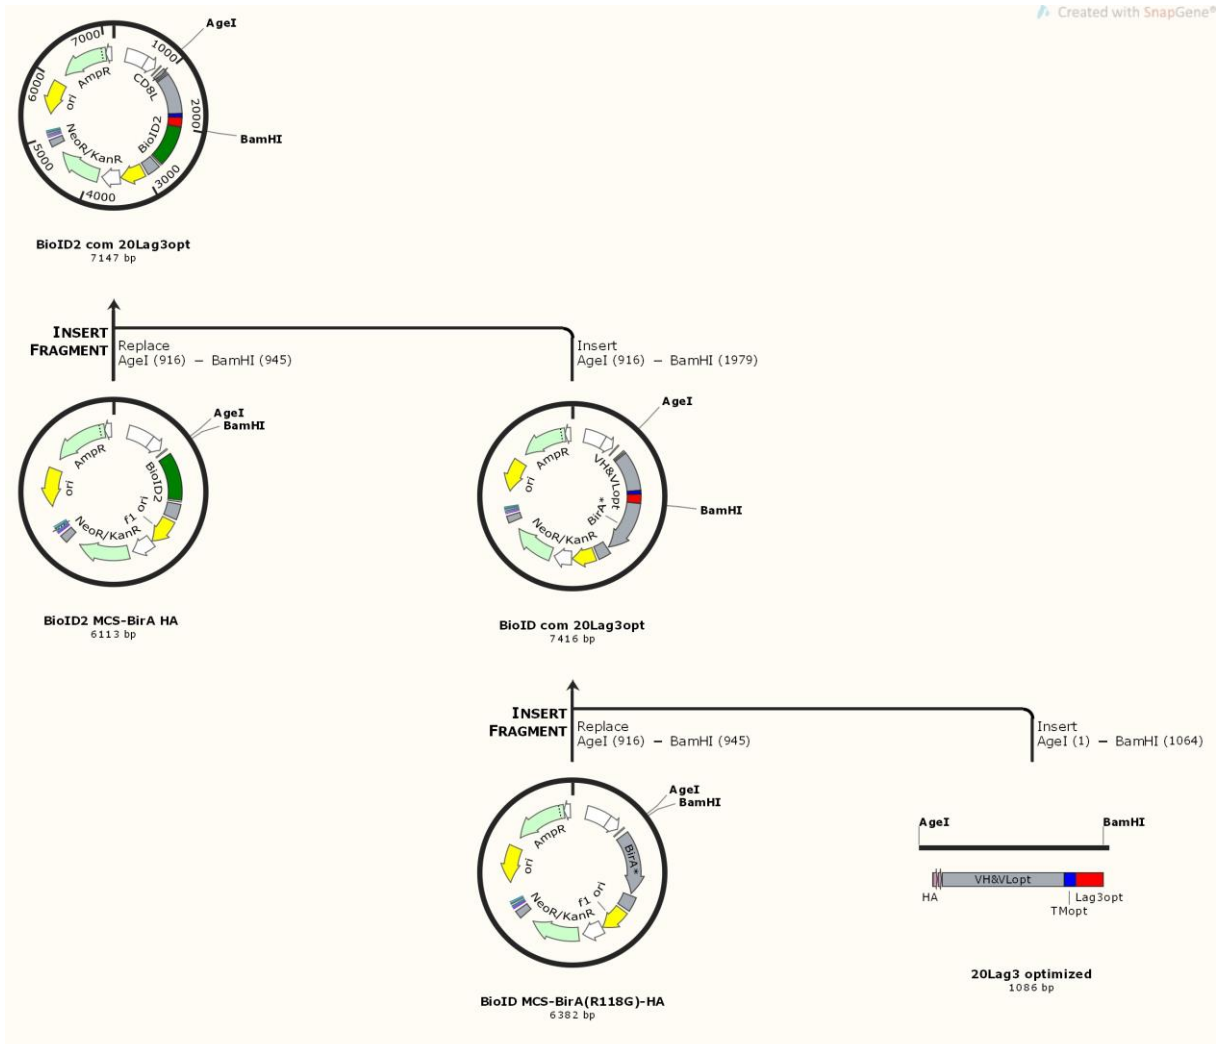 Created with SnapGene®
AgeI
7000
1000
6000
AmpR
CD8L
ori
2000
BioID2
BamHI
NeoR/KanR
5000
3000
4000
BioID2 com 20Lag3opt
7147 bp
INSERT
FRAGMENT
Replace
AgeI (916) – BamHI (945)
Insert
AgeI (916) – BamHI (1979)
AgeI
BamHI
AmpR
BioID2
ori
f1 ori
NeoR/KanR
BioID2 MCS-BirA HA
6113 bp
AgeI
AmpR
VH&VLopt
ori
BirA*
BamHI
NeoR/KanR
BioID com 20Lag3opt
7416 bp
INSERT
FRAGMENT
Replace
AgeI (916) – BamHI (945)
Insert
AgeI (1) – BamHI (1064)
AgeI
BamHI
AmpR
BirA*
ori
f1 ori
NeoR/KanR
BioID MCS-BirA(R118G)-HA
6382 bp
AgeI
BamHI
VH&VLopt
HA
Lag3opt
TMopt
20Lag3 optimized
1086 bp